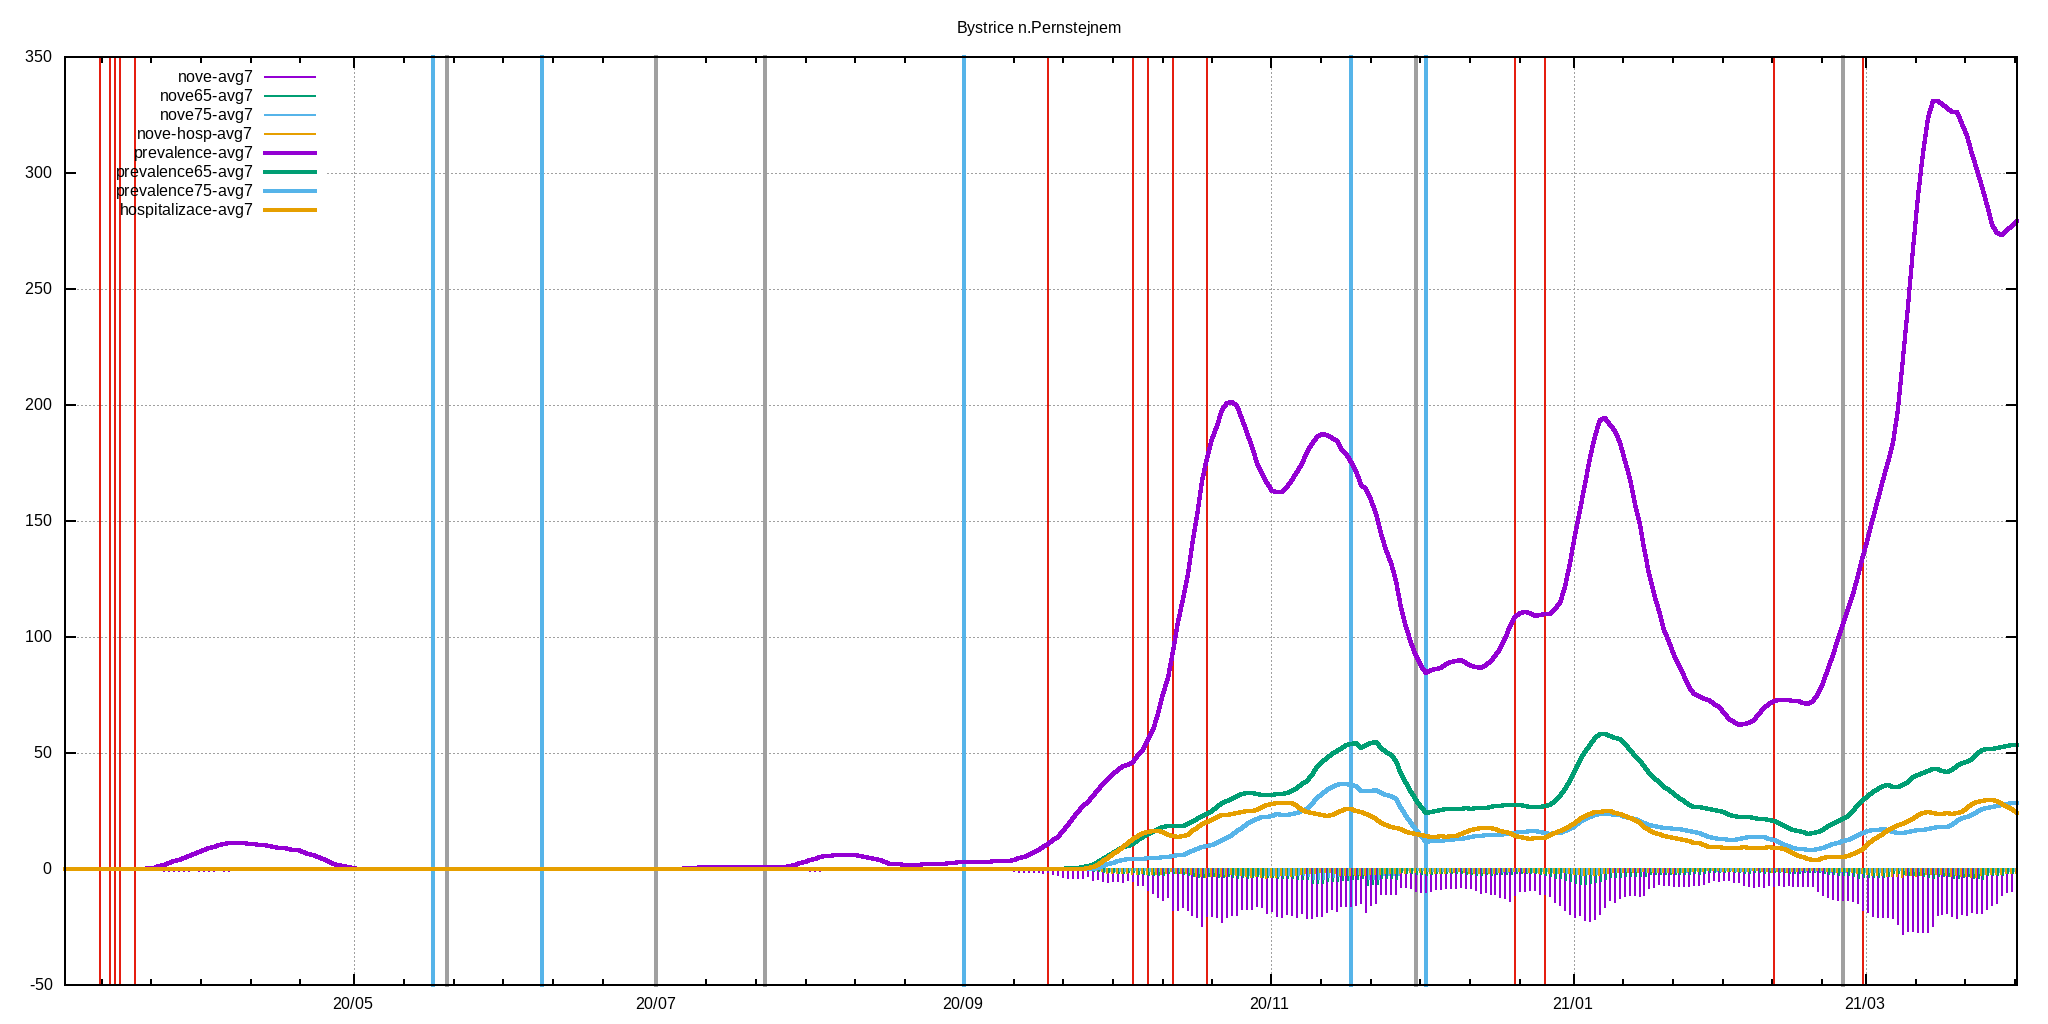 Bystrice n.Pernstejnem
350
300
250
200
150
100
50
0
-50
nove-avg7
nove65-avg7
nove75-avg7
nove-hosp-avg7
prevalence-avg7
prevalence65-avg7
prevalence75-avg7
hospitalizace-avg7
20/05 20/07 20/09 20/11 21/01 21/03